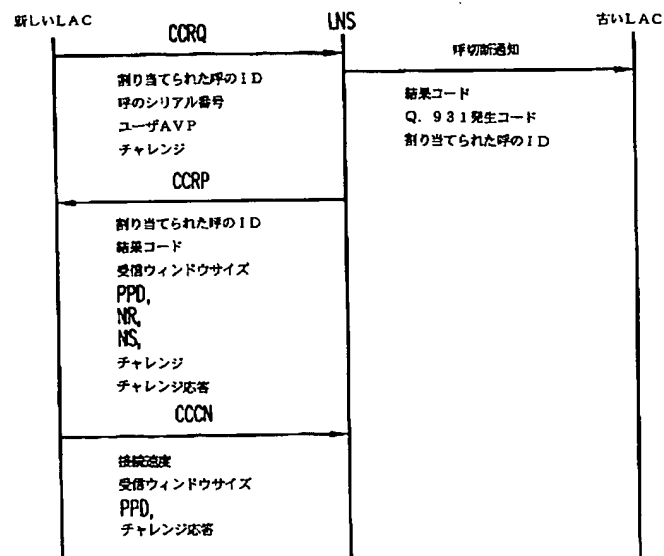 新しいLAC
LNS
古いLAC
CCRQ
呼切断通知
割り当てられた呼のID
呼のシリアル番号
ユーザAVP
チャレンジ
結果コード
Q. 931発生コード
割り当てられた呼のID
CCRP
割り当てられた呼のID
結果コード
受信ウィンドウサイズ
PPD,
NR,
NS,
チャレンジ
チャレンジ応答
CCCN
接続速度
受信ウィンドウサイズ
PPD,
チャレンジ応答